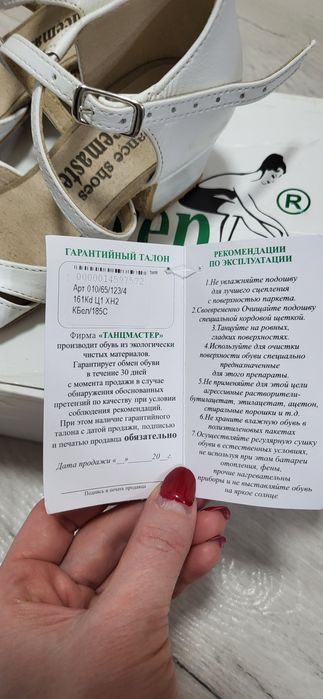 dancemaste
dance shoes
cemaste
en
®
ГАРАНТИЙНЫЙ ТАЛОН
Арт 010/65/123/4
161Kd Ц1 XH2
КБел/185С
Фирма «ТАНЦМАСТЕР»
производит обувь из экологически
чистых материалов.
Гарантирует обмен обуви
в течение 30 дней
с момента продажи в случае
обнаружения обоснованных
претензий по качеству при условии
соблюдения рекомендаций.
При этом наличие гарантийного
талона с датой продажи, подписью
и печатью продавца обязательно
Дата продажи «__»____20__г.
Подпись и печать продавца
РЕКОМЕНДАЦИИ
ПО ЭКСПЛУАТАЦИИ
1.Не увлажняйте подошву
для лучшего сцепления
с поверхностью паркета.
2.Своевременно Очищайте подошву
специальной кордовой щеткой.
3.Танцуйте на ровных,
гладких поверхностях.
4.Используйте для очистки
поверхности обуви специально
предназначенные
для этого препараты.
5.Не применяйте для этой цели
агрессивные растворители-
бутилацетат, этилацетат, ацетон,
стиральные порошки и т.д.
6.Не храните влажную обувь в
полиэтиленовых пакетах
7.Осуществляйте регулярную сушку
обуви в естественных условиях,
не используя при этом батареи
отопления, фены,
прочие нагревательны
приборы и не выставляйте обувь
на яркое солнце